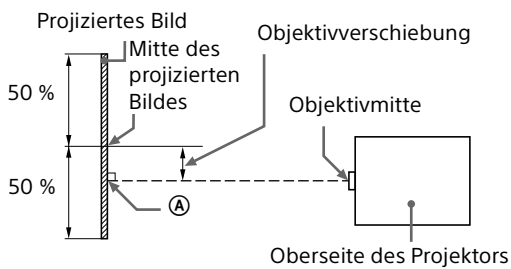 Projiziertes Bild
Mitte des
projizierten
Bildes
Objektivverschiebung
50 %
Objektivmitte
50 %
Ⓐ
Oberseite des Projektors